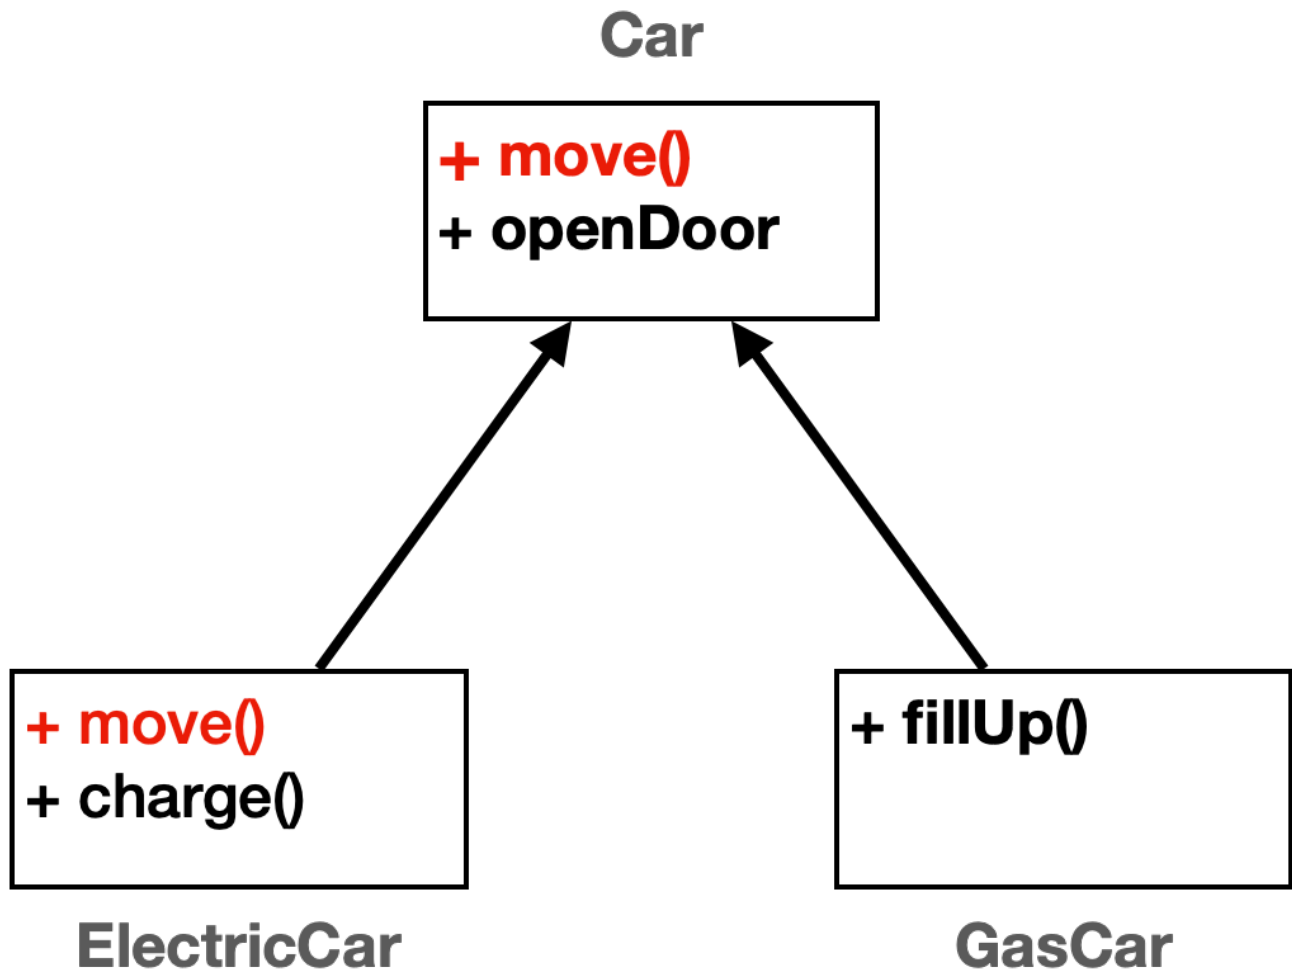 Car
+ move()
+ openDoor
+ move()
+ charge()
ElectricCar
+ fillUp()
GasCar